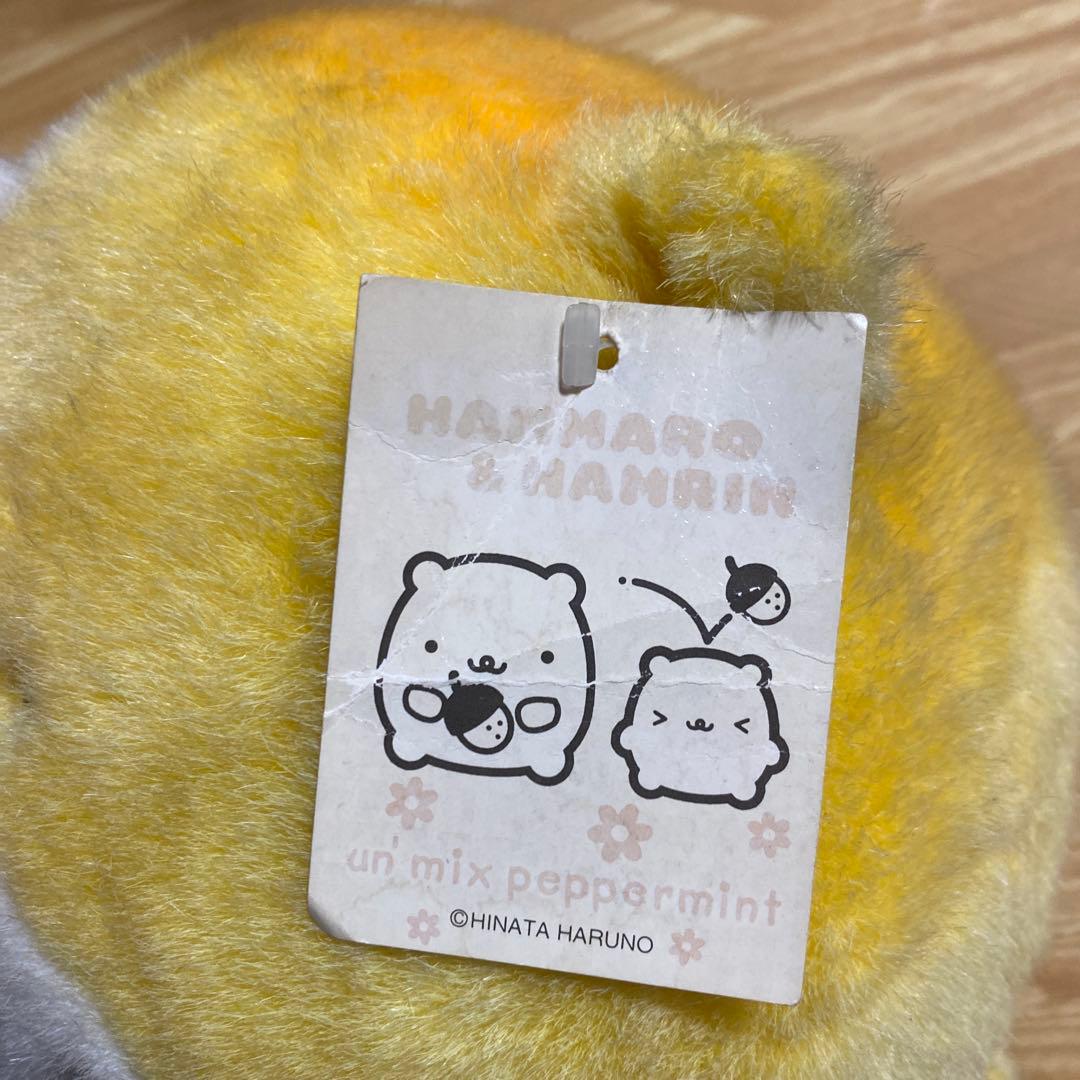 HAMMARO
& HAMRIN
un' mix peppermint
©HINATA HARUNO